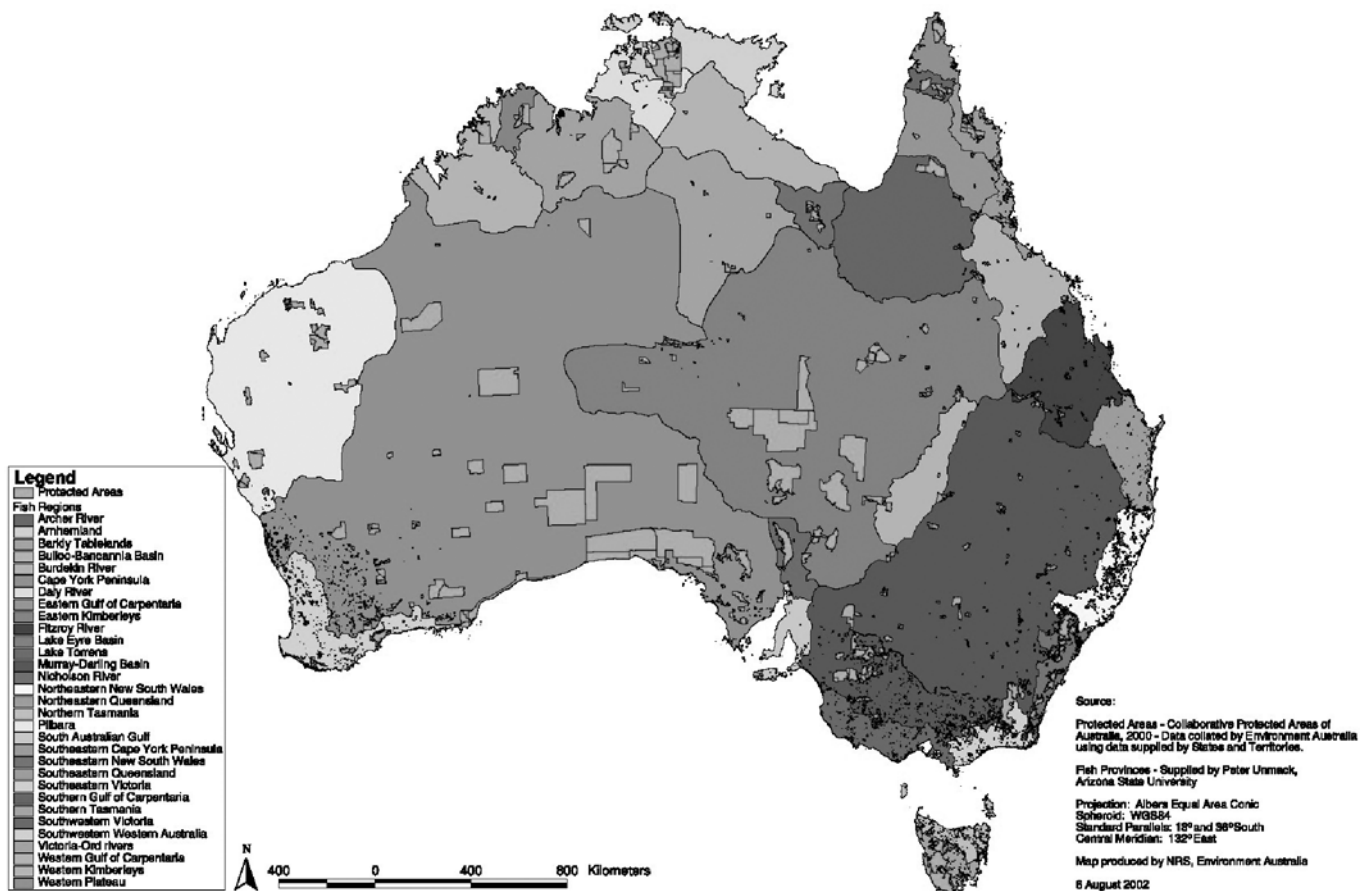 Legend
Protected Areas
Fish Regions
Archer River
Arnhemland
Barkly Tablelands
Bulloo-Bancannia Basin
Burdekin River
Cape York Peninsula
Daly River
Eastern Gulf of Carpentaria
Eastern Kimberleys
Fitzroy River
Lake Eyre Basin
Lake Torrens
Murray-Darling Basin
Nicholson River
Northeastern New South Wales
Northeastern Queensland
Northern Tasmania
Pilbara
South Australian Gulf
Southeastern Cape York Peninsula
Southeastern New South Wales
Southeastern Queensland
Southeastern Victoria
Southern Gulf of Carpentaria
Southern Tasmania
Southwestern Victoria
Southwestern Western Australia
Victoria-Ord rivers
Western Gulf of Carpentaria
Western Kimberleys
Western Plateau
N
400 0 400 800 Kilometers
Source:
Protected Areas - Collaborative Protected Areas of
Australia, 2000 - Data collated by Environment Australia
using data supplied by States and Territories.
Fish Provinces - Supplied by Peter Unmack,
Arizona State University
Projection: Albers Equal Area Conic
Spheroid: WGS84
Standard Parallels: 18° and 36° South
Central Meridian: 132° East
Map produced by NRS, Environment Australia
8 August 2002